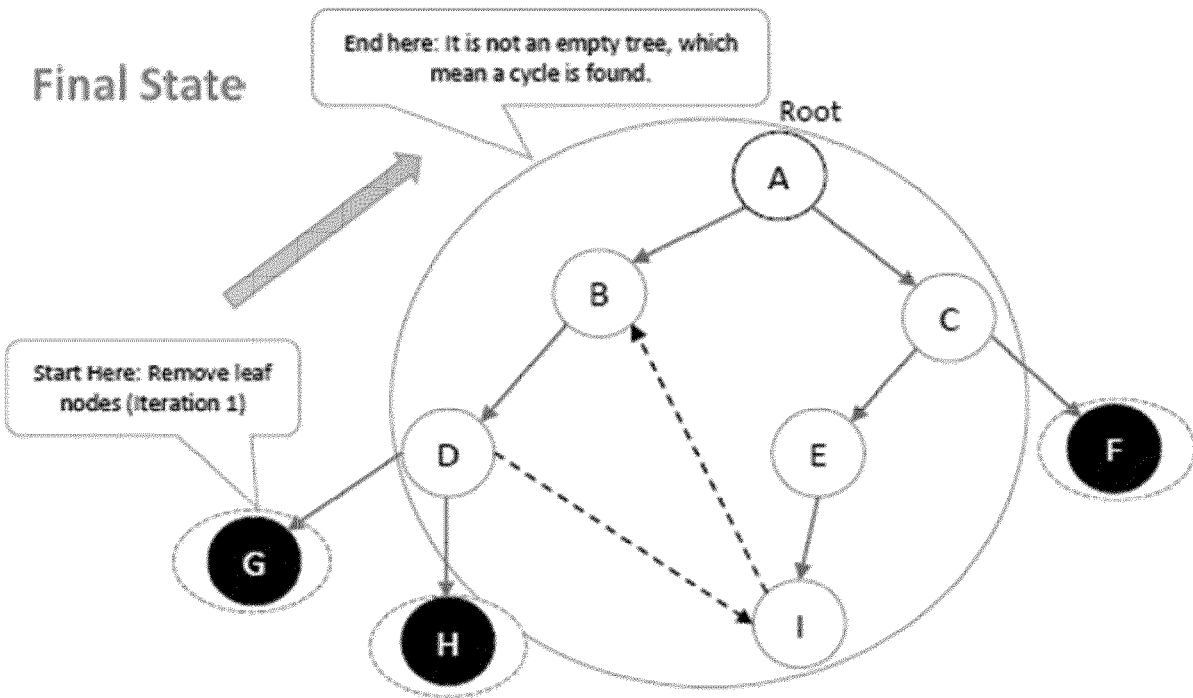 End here: It is not an empty tree, which
mean a cycle is found.
Final State
Root
A
B
C
Start Here: Remove leaf
nodes (Iteration 1)
D
E
F
G
H
I